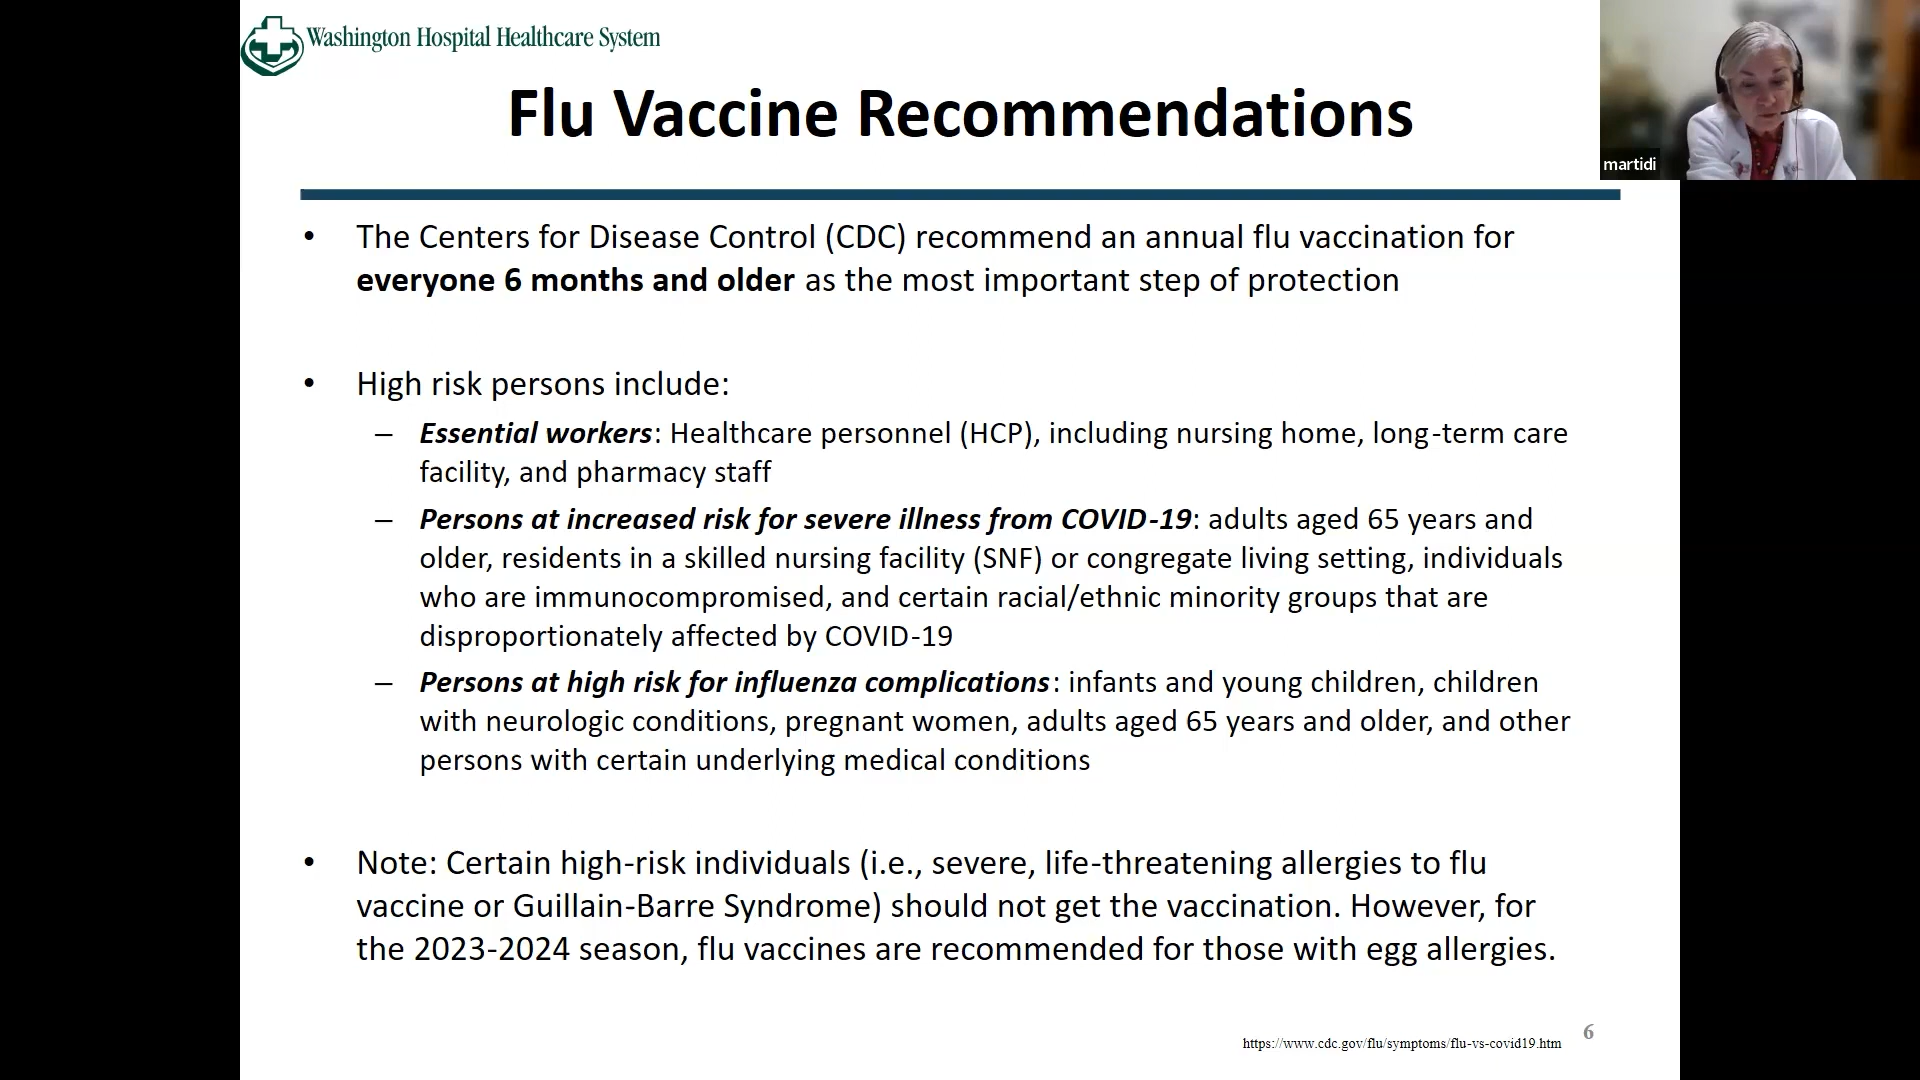 Washington Hospital Healthcare System
Flu Vaccine Recommendations
martidi
• The Centers for Disease Control (CDC) recommend an annual flu vaccination for
everyone 6 months and older as the most important step of protection
• High risk persons include:
– Essential workers: Healthcare personnel (HCP), including nursing home, long-term care
facility, and pharmacy staff
– Persons at increased risk for severe illness from COVID-19: adults aged 65 years and
older, residents in a skilled nursing facility (SNF) or congregate living setting, individuals
who are immunocompromised, and certain racial/ethnic minority groups that are
disproportionately affected by COVID-19
– Persons at high risk for influenza complications: infants and young children, children
with neurologic conditions, pregnant women, adults aged 65 years and older, and other
persons with certain underlying medical conditions
• Note: Certain high-risk individuals (i.e., severe, life-threatening allergies to flu
vaccine or Guillain-Barre Syndrome) should not get the vaccination. However, for
the 2023-2024 season, flu vaccines are recommended for those with egg allergies.
https://www.cdc.gov/flu/symptoms/flu-vs-covid19.htm
6